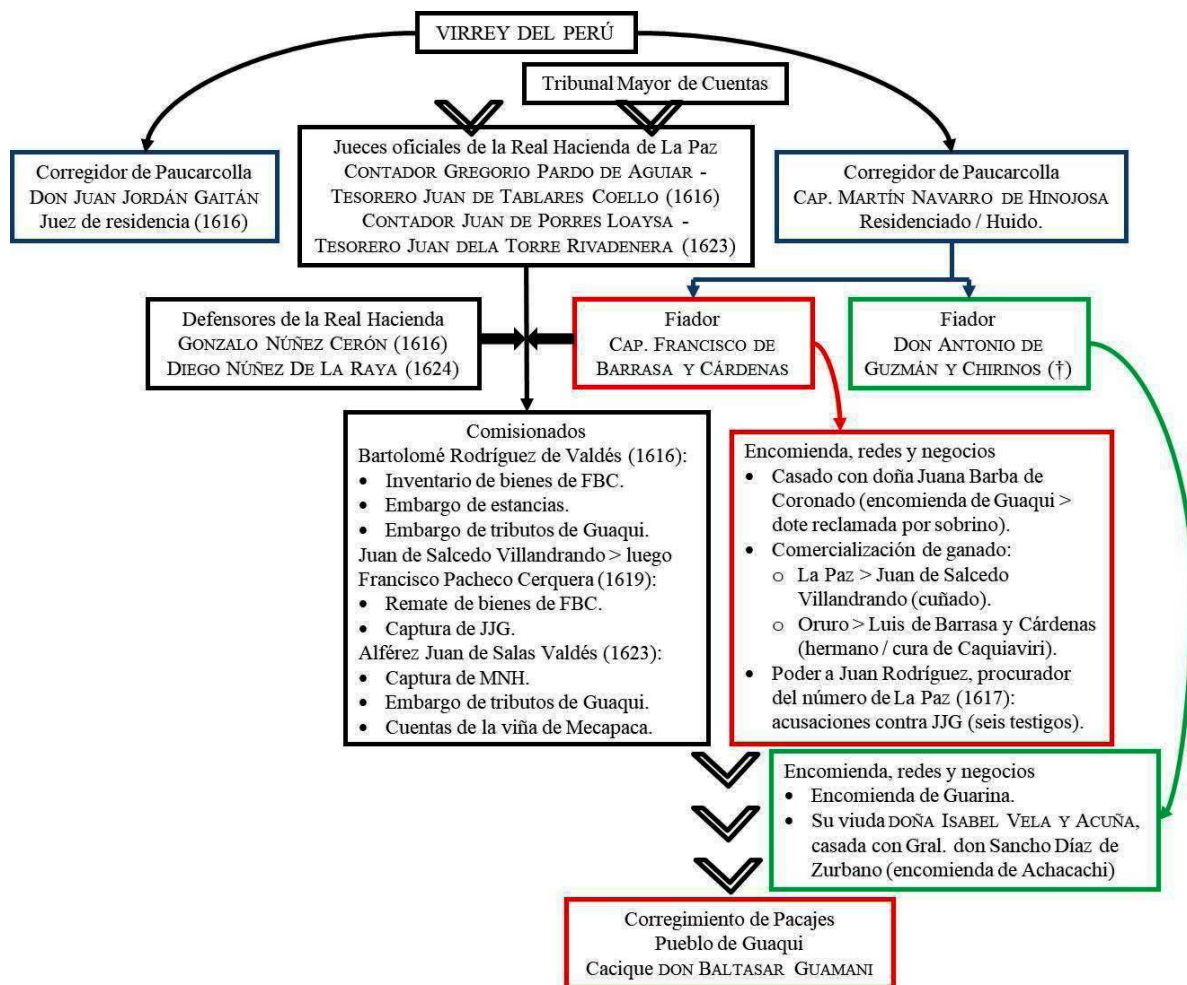 VIRREY DEL PERÚ
Tribunal Mayor de Cuentas
Corregidor de Paucarcolla
DON JUAN JORDÁN GAITÁN
Juez de residencia (1616)
Jueces oficiales de la Real Hacienda de La Paz
CONTADOR GREGORIO PARDO DE AGUIAR -
TESORERO JUAN DE TABLARES COELLO (1616)
CONTADOR JUAN DE PORRES LOAYSA -
TESORERO JUAN DELA TORRE RIVADENERA (1623)
Corregidor de Paucarcolla
CAP. MARTÍN NAVARRO DE HINOJOSA
Residenciado / Huido.
Defensores de la Real Hacienda
GONZALO NÚÑEZ CERÓN (1616)
DIEGO NÚÑEZ DE LA RAYA (1624)
Fiador
CAP. FRANCISCO DE
BARRASA Y CÁRDENAS
Fiador
DON ANTONIO DE
GUZMÁN Y CHIRINOS (†)
Comisionados
Bartolomé Rodríguez de Valdés (1616):
• Inventario de bienes de FBC.
• Embargo de estancias.
• Embargo de tributos de Guaqui.
Juan de Salcedo Villandrando > luego
Francisco Pacheco Cerquera (1619):
• Remate de bienes de FBC.
• Captura de JJG.
Alférez Juan de Salas Valdés (1623):
• Captura de MNH.
• Embargo de tributos de Guaqui.
• Cuentas de la viña de Mecapaca.
Encomienda, redes y negocios
• Casado con doña Juana Barba de
Coronado (encomienda de Guaqui >
dote reclamada por sobrino).
• Comercialización de ganado:
o La Paz > Juan de Salcedo
Villandrando (cuñado).
o Oruro > Luis de Barrasa y Cárdenas
(hermano / cura de Caquiaviri).
• Poder a Juan Rodríguez, procurador
del número de La Paz (1617):
acusaciones contra JJG (seis testigos).
Encomienda, redes y negocios
• Encomienda de Guarina.
• Su viuda DOÑA ISABEL VELA Y ACUÑA,
casada con Gral. don Sancho Díaz de
Zurbano (encomienda de Achacachi)
Corregimiento de Pacajes
Pueblo de Guaqui
Cacique DON BALTASAR GUAMANI